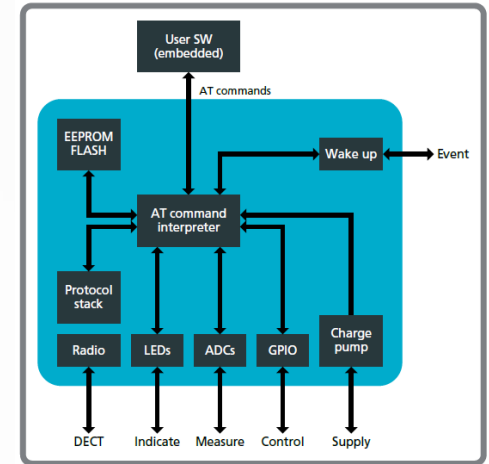 User SW
(embedded)
AT commands
EEPROM
FLASH
Wake up
Event
AT command
interpreter
Protocol
stack
Radio
LEDs
ADCs
GPIO
Charge
pump
DECT
Indicate
Measure
Control
Supply